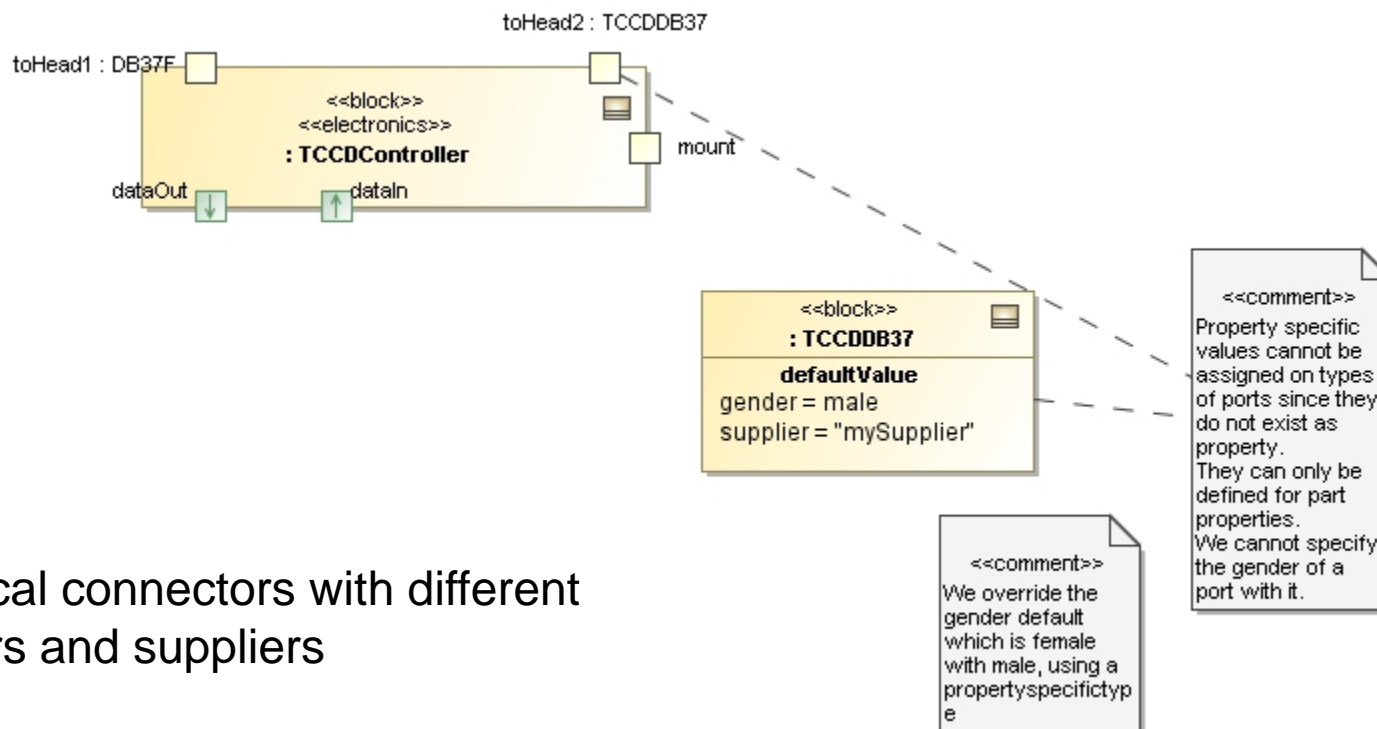 toHead2 : TCCDDB37
toHead1 : DB37F
<<block>>
<<electronics>>
: TCCDController
mount
dataOut
dataIn
<<block>>
: TCCDDB37
defaultValue
gender = male
supplier = "mySupplier"
<<comment>>
Property specific
values cannot be
assigned on types
of ports since they
do not exist as
property.
They can only be
defined for part
properties.
We cannot specify
the gender of a
port with it.
<<comment>>
We override the
gender default
which is female
with male, using a
propertyspecifictyp
e
cal connectors with different
rs and suppliers